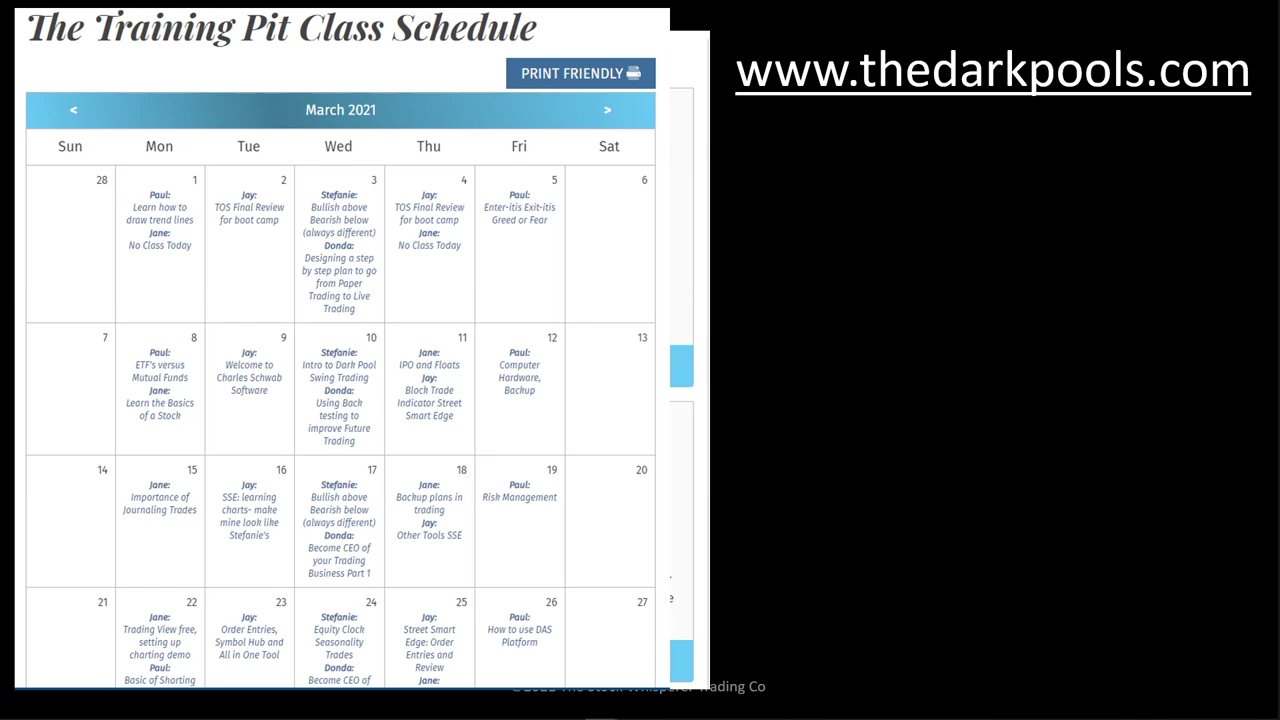 The Training Pit Class Schedule
www.thedarkpools.com
PRINT FRIENDLY
< March 2021 >
Sun Mon Tue Wed Thu Fri Sat
28
1
Paul:
Learn how to
draw trend lines
Jane:
No Class Today
2
Jay:
TOS Final Review
for boot camp
3
Stefanie:
Bullish above
Bearish below
(always different)
Donda:
Designing a step
by step plan to go
from Paper
Trading to Live
Trading
4
Jay:
TOS Final Review
for boot camp
Jane:
No Class Today
5
Paul:
Enter-itis Exit-itis
Greed or Fear
6
7
8
Paul:
ETF's versus
Mutual Funds
Jane:
Learn the Basics
of a Stock
9
Jay:
Welcome to
Charles Schwab
Software
10
Stefanie:
Intro to Dark Pool
Swing Trading
Donda:
Using Back
testing to
improve Future
Trading
11
Jane:
IPO and Floats
Jay:
Block Trade
Indicator Street
Smart Edge
12
Paul:
Computer
Hardware,
Backup
13
14
15
Jane:
Importance of
Journaling Trades
16
Jay:
SSE: learning
charts- make
mine look like
Stefanie's
17
Stefanie:
Bullish above
Bearish below
(always different)
Donda:
Become CEO of
your Trading
Business Part 1
18
Jane:
Backup plans in
trading
Jay:
Other Tools SSE
19
Paul:
Risk Management
20
21
22
Jane:
Trading View free,
setting up
charting demo
Paul:
Basic of Shorting
23
Jay:
Order Entries,
Symbol Hub and
All in One Tool
24
Stefanie:
Equity Clock
Seasonality
Trades
Donda:
Become CEO of
25
Jay:
Street Smart
Edge: Order
Entries and
Review
Jane:
26
Paul:
How to use DAS
Platform
27
Trading Co